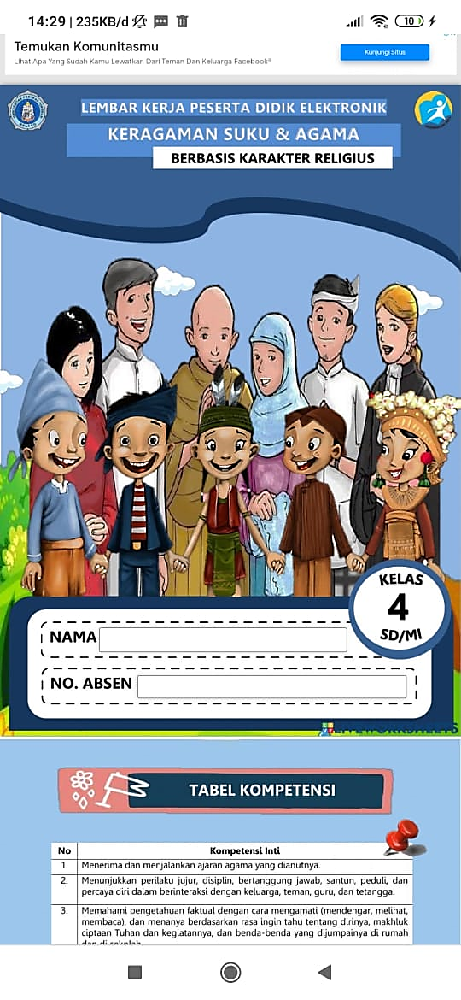 14:29 | 235KB/d
10
Temukan Komunitasmu
Lihat Apa Yang Sudah Kamu Lewatkan Dari Teman Dan Keluarga Facebook®
Kunjungi Situs
LEMBAR KERJA PESERTA DIDIK ELEKTRONIK
KERAGAMAN SUKU & AGAMA
BERBASIS KARAKTER RELIGIUS
KELAS
4
SD/MI
NAMA
NO. ABSEN
LIVEWORKSHEETS
TABEL KOMPETENSI
No Kompetensi Inti
1. Menerima dan menjalankan ajaran agama yang dianutnya.
2. Menunjukkan perilaku jujur, disiplin, bertanggung jawab, santun, peduli, dan
percaya diri dalam berinteraksi dengan keluarga, teman, guru, dan tetangga.
3. Memahami pengetahuan faktual dengan cara mengamati (mendengar, melihat,
membaca), dan menanya berdasarkan rasa ingin tahu tentang dirinya, makhluk
ciptaan Tuhan dan kegiatannya, dan benda-benda yang dijumpainya di rumah
dan di sekolah